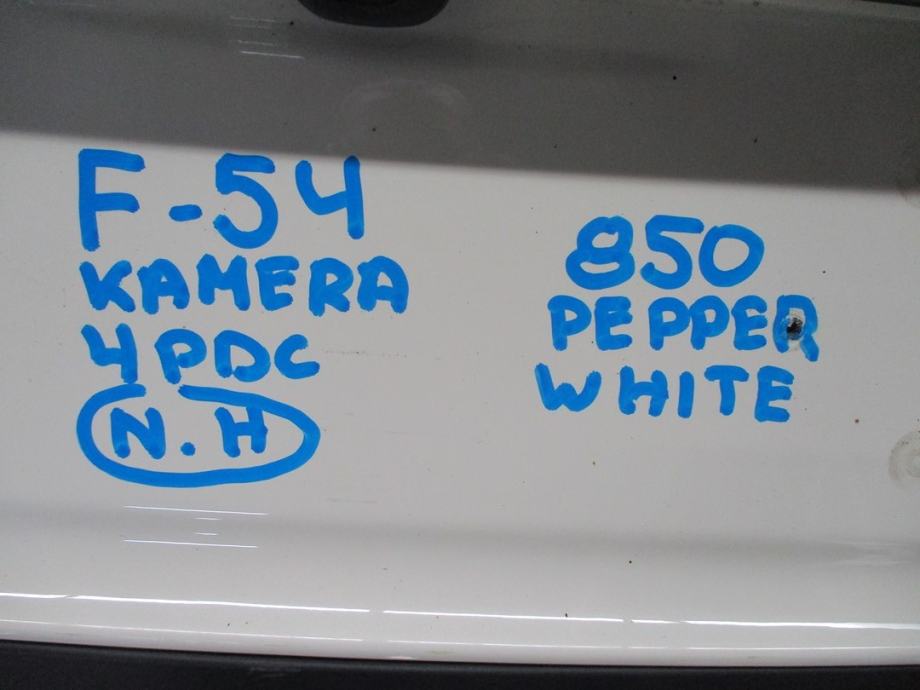 F-54
KAMERA
4PDC
N.H
850
PEPPER
WHITE